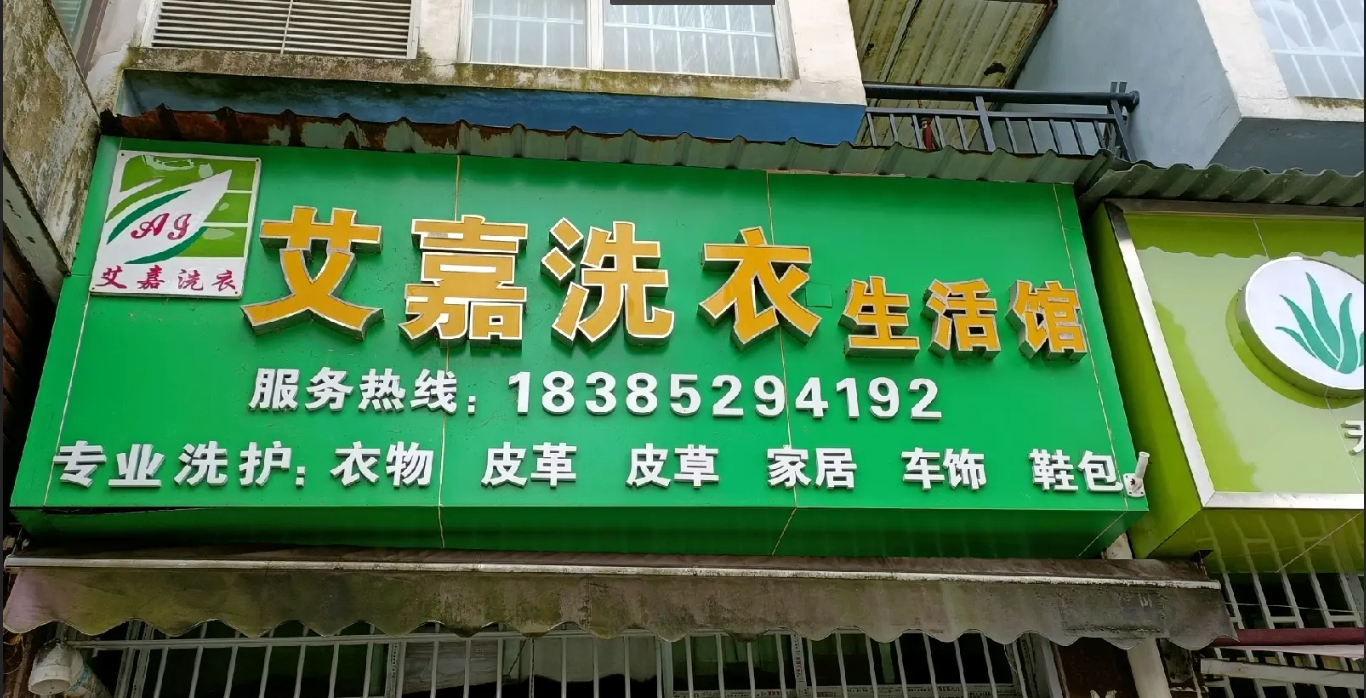 AJ
艾嘉洗衣
艾嘉洗衣生活馆
服务热线：18385294192
专业洗护：衣物 皮革 皮草 家居 车饰 鞋包